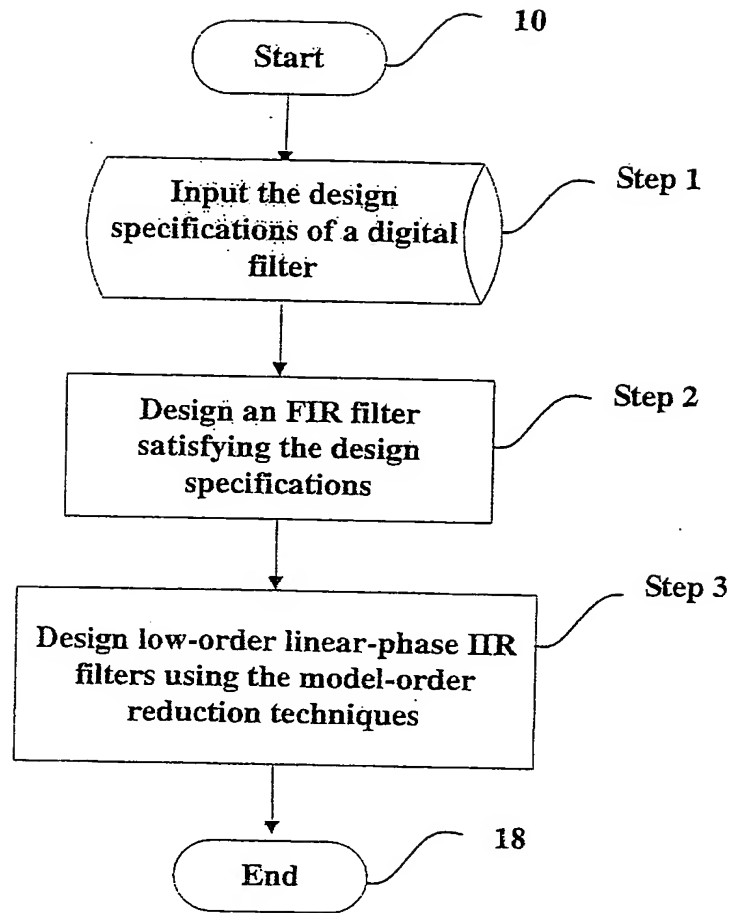 10
Start
Step 1
Input the design
specifications of a digital
filter
Step 2
Design an FIR filter
satisfying the design
specifications
Step 3
Design low-order linear-phase IIR
filters using the model-order
reduction techniques
18
End